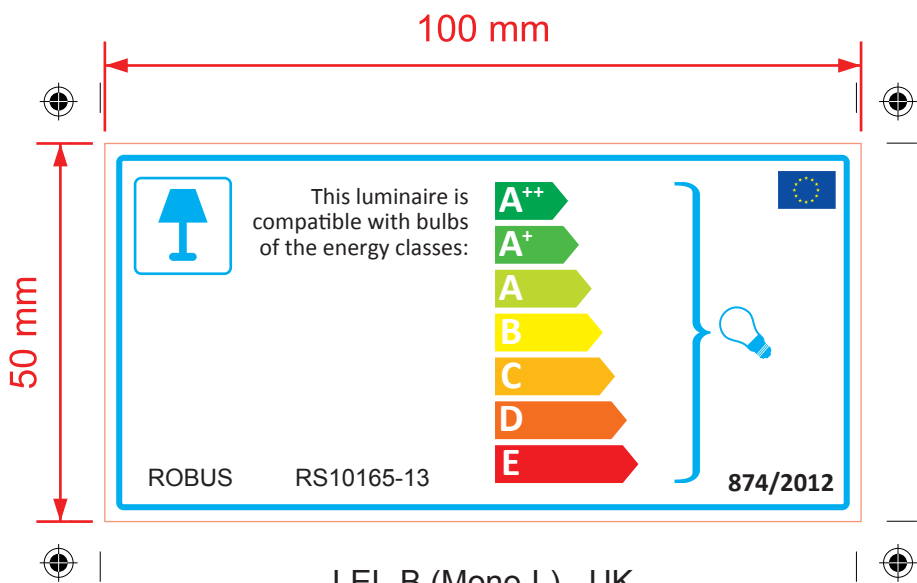 100 mm
50 mm
This luminaire is
compatible with bulbs
of the energy classes:
A++
A+
A
B
C
D
E
ROBUS RS10165-13
874/2012